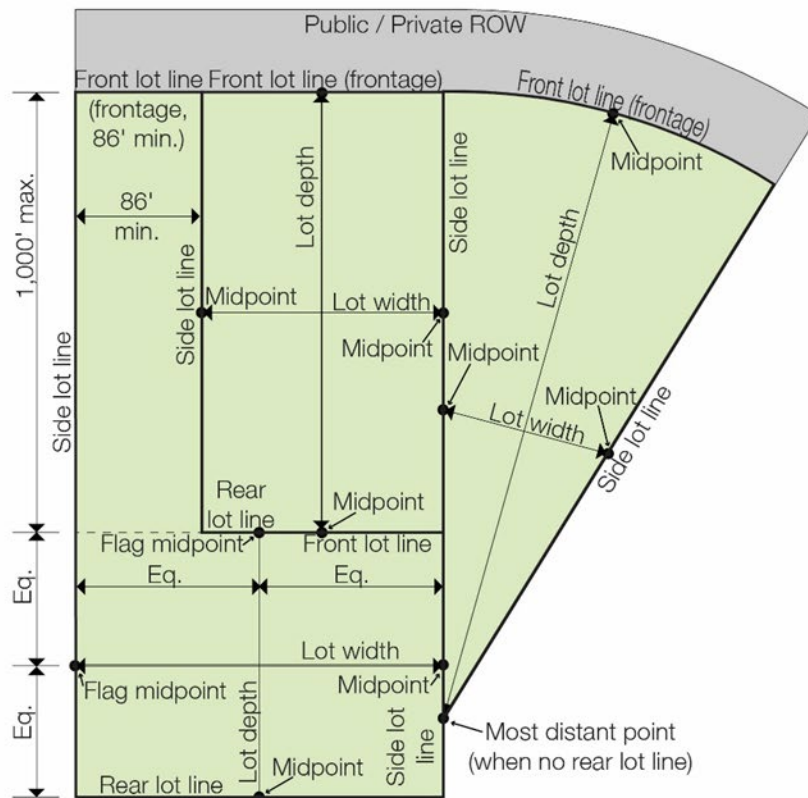 Public / Private ROW
Front lot line
(frontage,
86' min.)
Front lot line (frontage)
Front lot line (frontage)
Midpoint
1,000' max.
86'
min.
Lot depth
Side lot line
Lot depth
Side lot line
Midpoint
Lot width
Midpoint
Midpoint
Side lot line
Midpoint
Lot width
Side lot line
Rear
lot line
Midpoint
Flag midpoint
Front lot line
Eq.
Eq.
Eq.
Lot width
Flag midpoint
Midpoint
Eq.
Lot depth
Side lot
line
Most distant point
(when no rear lot line)
Midpoint
Rear lot line